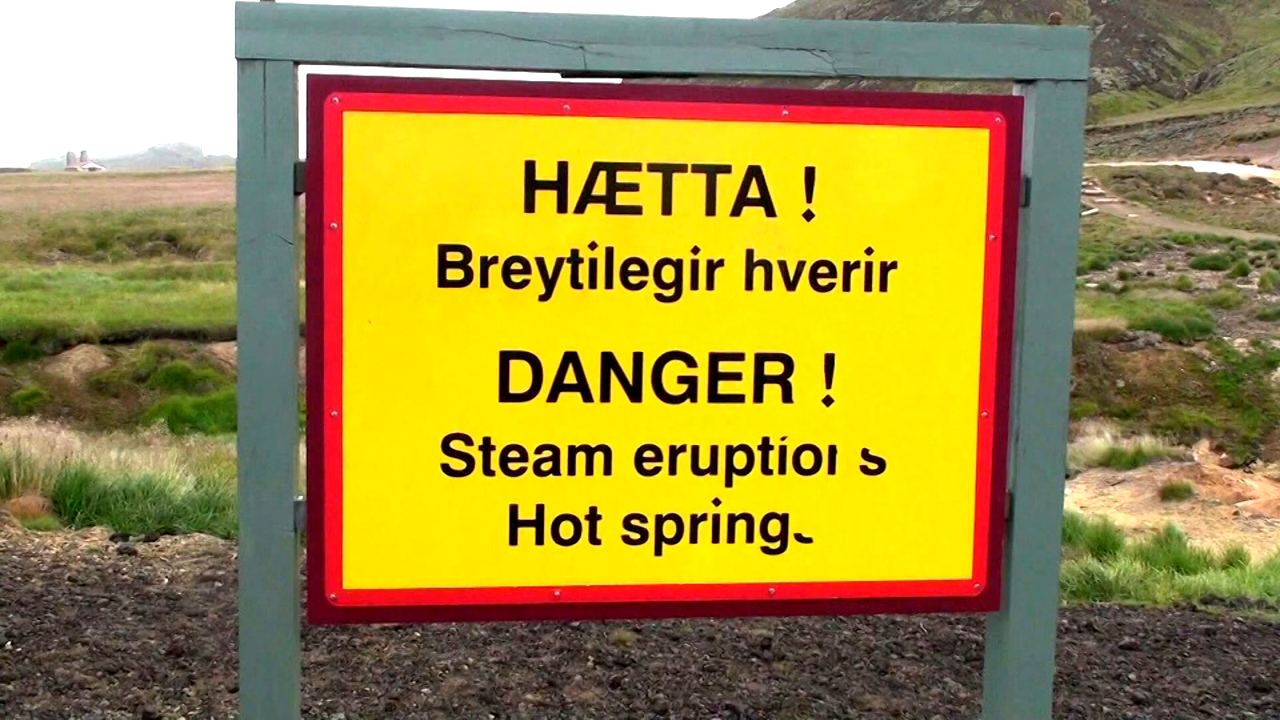 HÆTTA !
Breytilegir hverir
DANGER !
Steam eruptions
Hot springs